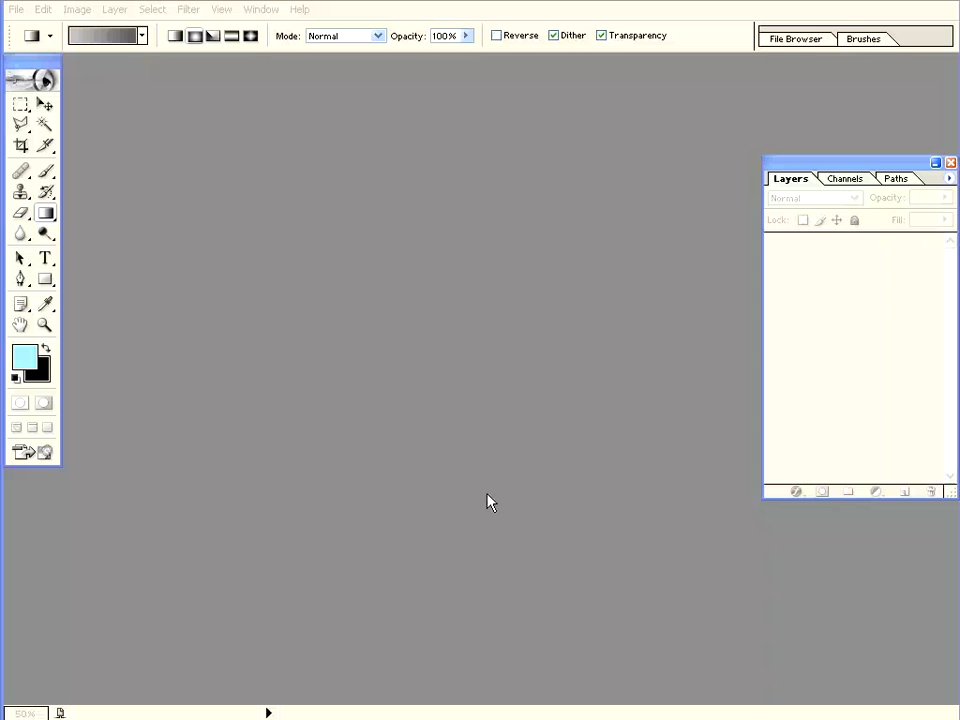 File Edit Image Layer Select Filter View Window Help
Mode: Normal Opacity: 100% Reverse Dither Transparency File Browser Brushes
Layers Channels Paths
Normal Opacity:
Lock: Fill:
T
50%